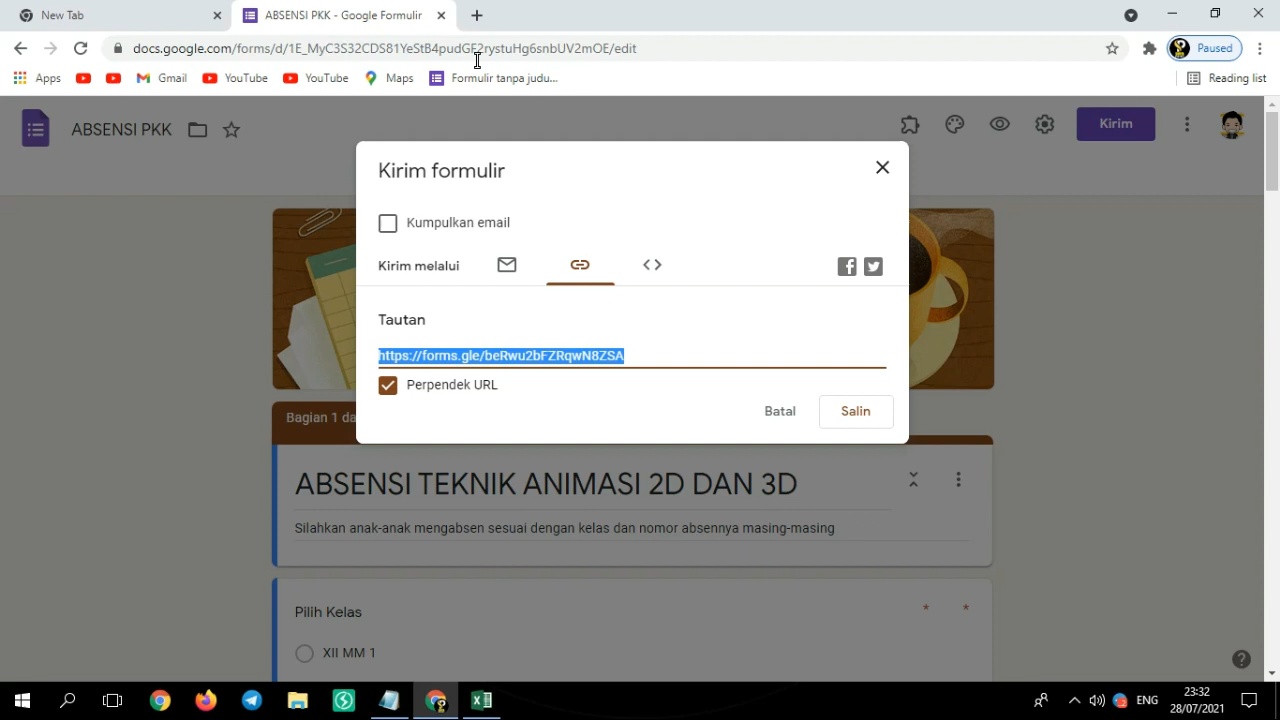 New Tab
ABSENSI PKK - Google Formulir
docs.google.com/forms/d/1E_MyC3S32CDS81YeStB4pudGF2rystuHg6snbUV2mOE/edit
Paused
Apps
Gmail
YouTube
YouTube
Maps
Formulir tanpa judu...
Reading list
ABSENSI PKK
Kirim
Kirim formulir
Kumpulkan email
Kirim melalui
Tautan
https://forms.gle/beRwu2bFZRqwN8ZSA
Perpendek URL
Batal
Salin
Bagian 1 da
ABSENSI TEKNIK ANIMASI 2D DAN 3D
Silahkan anak-anak mengabsen sesuai dengan kelas dan nomor absennya masing-masing
Pilih Kelas
* *
XII MM 1
ENG
23:32
28/07/2021